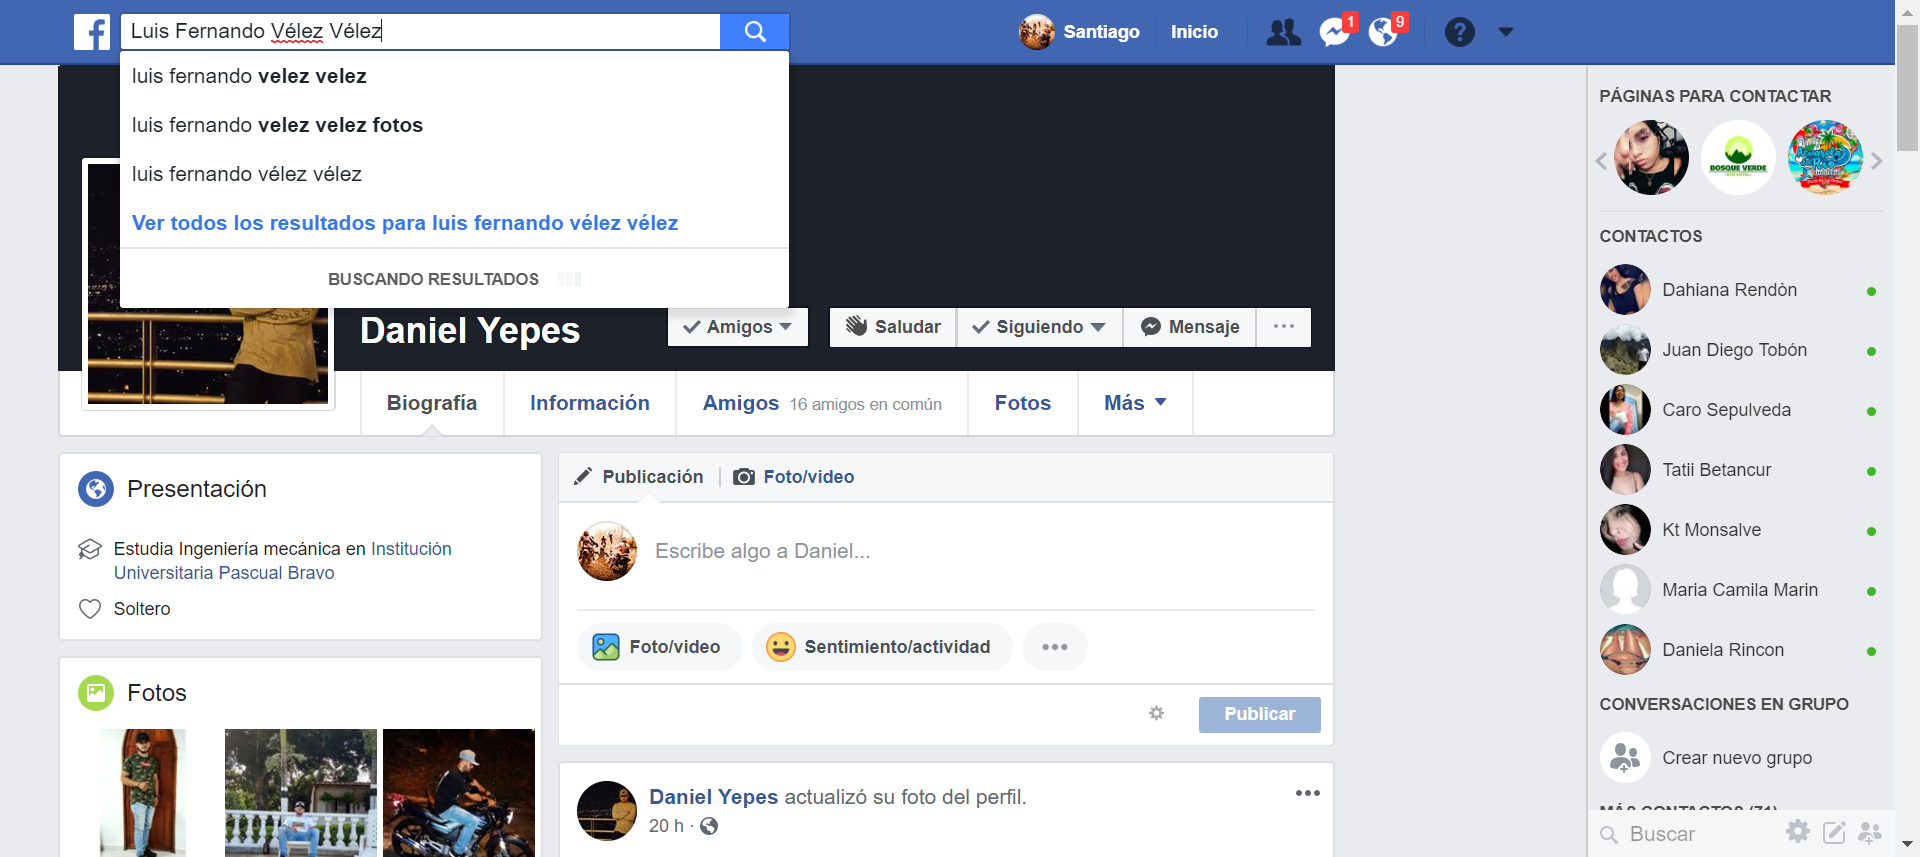 Luis Fernando Vélez Vélez
Santiago
Inicio
1
9
?
luis fernando velez velez
luis fernando velez velez fotos
luis fernando vélez vélez
Ver todos los resultados para luis fernando vélez vélez
BUSCANDO RESULTADOS
Daniel Yepes
Amigos
Saludar
Siguiendo
Mensaje
Biografía
Información
Amigos 16 amigos en común
Fotos
Más
Presentación
Estudia Ingeniería mecánica en Institución
Universitaria Pascual Bravo
Soltero
Fotos
Publicación
Foto/video
Escribe algo a Daniel...
Foto/video
Sentimiento/actividad
Publicar
Daniel Yepes actualizó su foto del perfil.
20 h ·
PÁGINAS PARA CONTACTAR
BOSQUE VERDE
CONTACTOS
Dahiana Rendòn
Juan Diego Tobón
Caro Sepulveda
Tatii Betancur
Kt Monsalve
Maria Camila Marin
Daniela Rincon
CONVERSACIONES EN GRUPO
Crear nuevo grupo
MÁS CONTACTOS (71)
Buscar